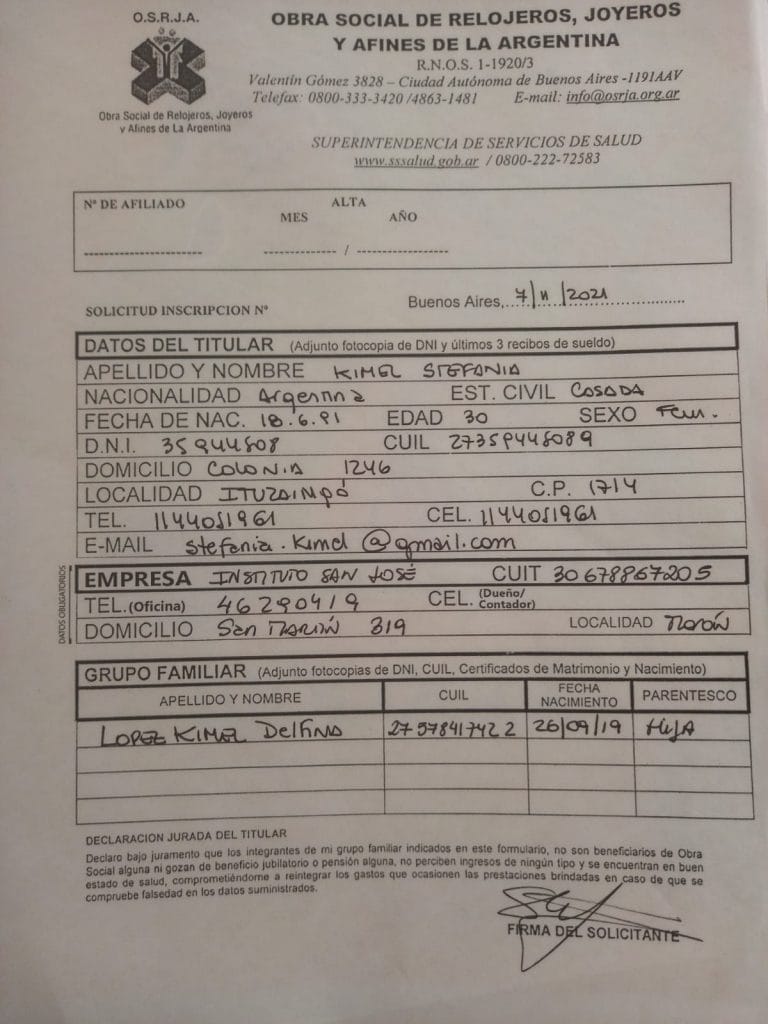 O.S.R.J.A.
Obra Social de Relojeros, Joyeros
y Afines de La Argentina
OBRA SOCIAL DE RELOJEROS, JOYEROS
Y AFINES DE LA ARGENTINA
R.N.O.S. 1-1920/3
Valentín Gómez 3828 – Ciudad Autónoma de Buenos Aires -1191AAV
Telefax: 0800-333-3420 /4863-1481 E-mail: info@osrja.org.ar
SUPERINTENDENCIA DE SERVICIOS DE SALUD
www.sssalud.gob.ar / 0800-222-72583
Nº DE AFILIADO ALTA
MES AÑO
-------------------- / --------------------
SOLICITUD INSCRIPCION Nº Buenos Aires, 7/11/2021
DATOS DEL TITULAR (Adjunto fotocopia de DNI y últimos 3 recibos de sueldo)
APELLIDO Y NOMBRE KIMEL STEFANIA
NACIONALIDAD Argentina EST. CIVIL CASADA
FECHA DE NAC. 18.6.91 EDAD 30 SEXO Fem.
D.N.I. 35944808 CUIL 27359448089
DOMICILIO COLONIA 1246
LOCALIDAD ITUZAINGÓ C.P. 1714
TEL. 1144051961 CEL. 1144051961
E-MAIL stefania.Kimel@gmail.com
DATOS OBLIGATORIOS
EMPRESA INSTITUTO SAN JOSÉ CUIT 30678867205
TEL.(Oficina) 46290419 CEL. (Dueño/Contador)
DOMICILIO San MARTÍN 319 LOCALIDAD MORÓN
GRUPO FAMILIAR (Adjunto fotocopias de DNI, CUIL, Certificados de Matrimonio y Nacimiento)
APELLIDO Y NOMBRE CUIL FECHA NACIMIENTO PARENTESCO
LOPEZ KIMEL Delfina 27578417422 26/09/19 HIJA
DECLARACION JURADA DEL TITULAR
Declaro bajo juramento que los integrantes de mi grupo familiar indicados en este formulario, no son beneficiarios de Obra
Social alguna ni gozan de beneficio jubilatorio o pensión alguna, no perciben ingresos de ningún tipo y se encuentran en buen
estado de salud, comprometiéndome a reintegrar los gastos que ocasionen las prestaciones brindadas en caso de que se
compruebe falsedad en los datos suministrados.
FIRMA DEL SOLICITANTE